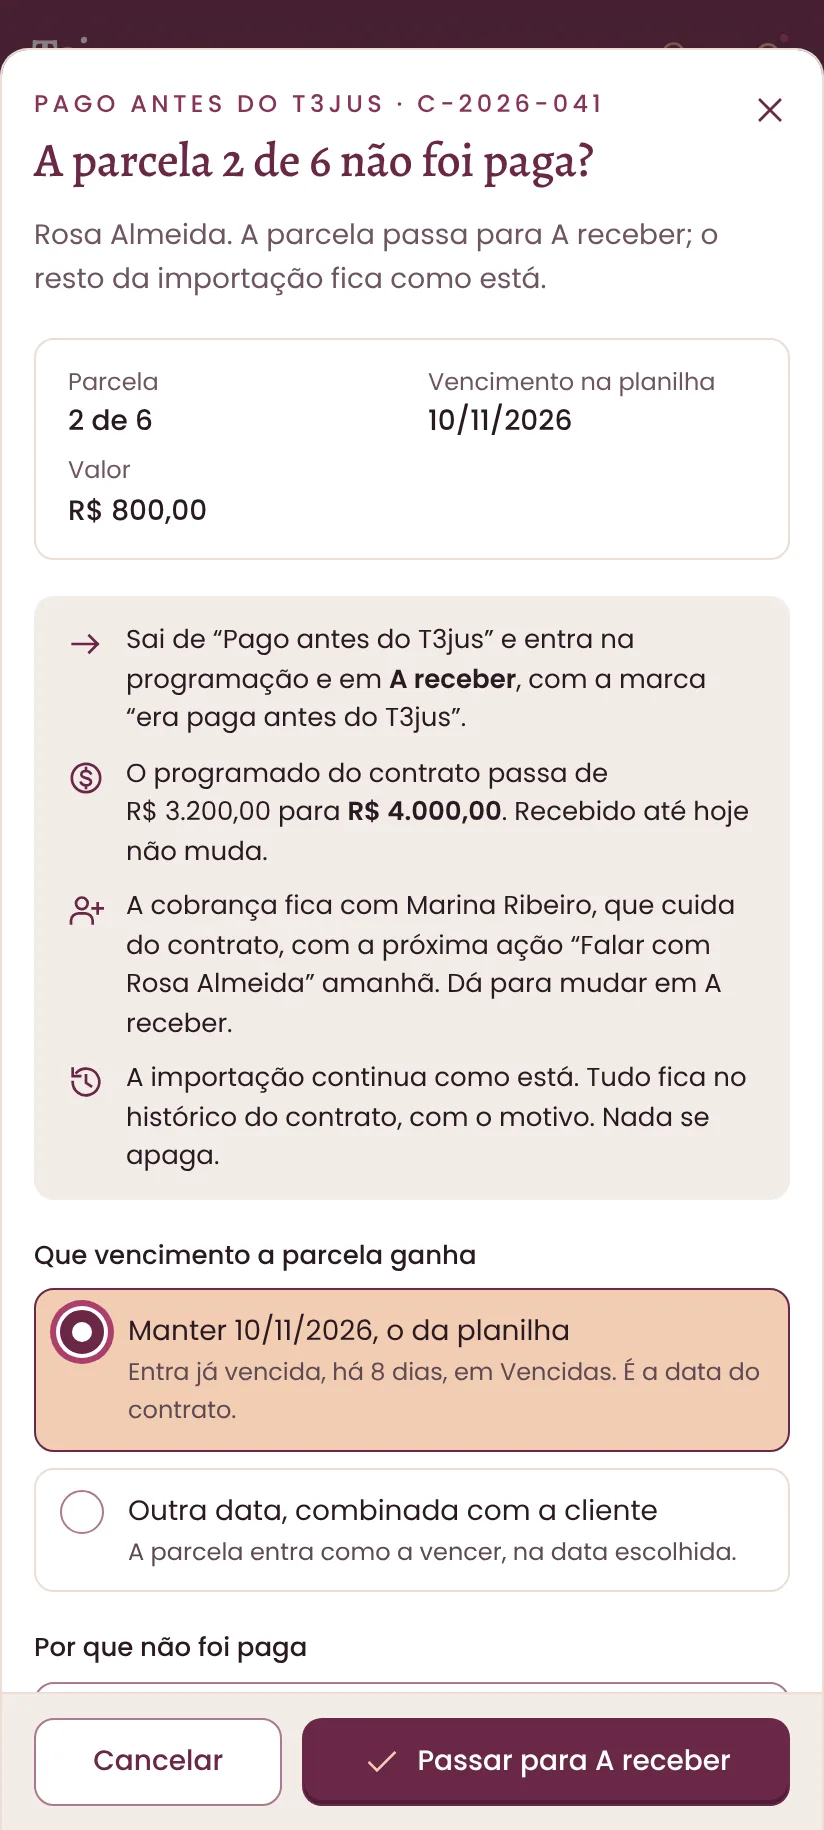 PAGO ANTES DO T3JUS · C-2026-041
A parcela 2 de 6 não foi paga?
Rosa Almeida. A parcela passa para A receber; o
resto da importação fica como está.
Parcela
2 de 6
Vencimento na planilha
10/11/2026
Valor
R$ 800,00
Sai de “Pago antes do T3jus” e entra na
programação e em A receber, com a marca
“era paga antes do T3jus”.
O programado do contrato passa de
R$ 3.200,00 para R$ 4.000,00. Recebido até hoje
não muda.
A cobrança fica com Marina Ribeiro, que cuida
do contrato, com a próxima ação “Falar com
Rosa Almeida” amanhã. Dá para mudar em A
receber.
A importação continua como está. Tudo fica no
histórico do contrato, com o motivo. Nada se
apaga.
Que vencimento a parcela ganha
Manter 10/11/2026, o da planilha
Entra já vencida, há 8 dias, em Vencidas. É a data do
contrato.
Outra data, combinada com a cliente
A parcela entra como a vencer, na data escolhida.
Por que não foi paga
Cancelar
Passar para A receber